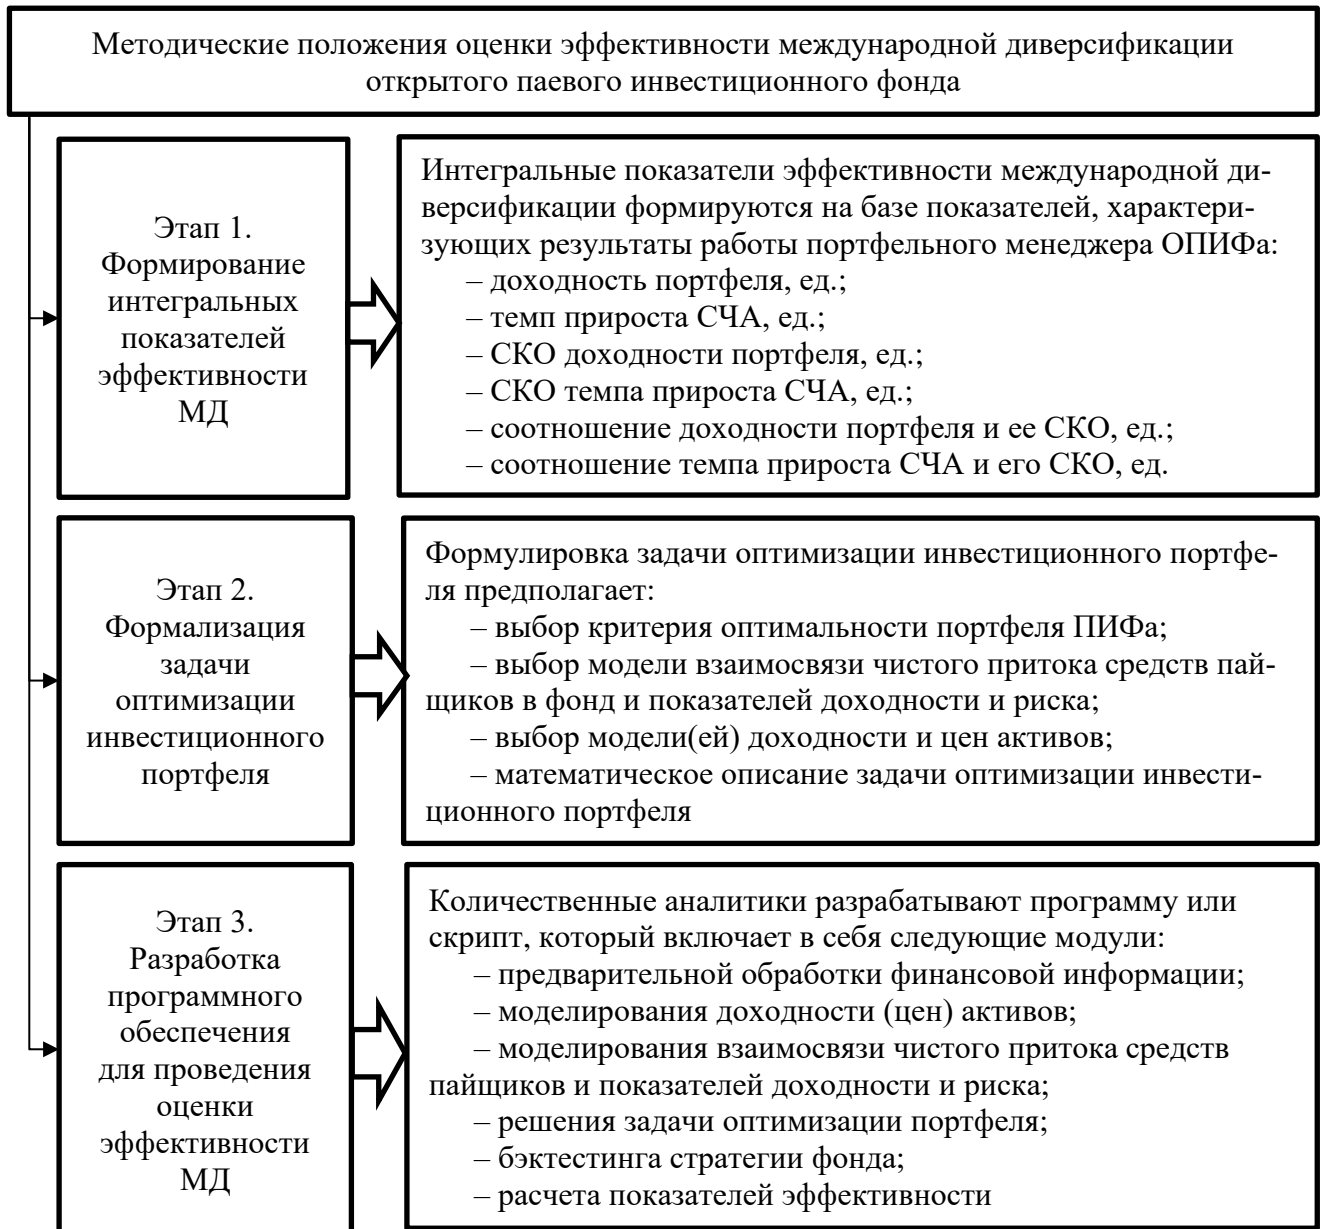 Методические положения оценки эффективности международной диверсификации
открытого паевого инвестиционного фонда
Этап 1.
Формирование
интегральных
показателей
эффективности
МД
Интегральные показатели эффективности международной ди-
версификации формируются на базе показателей, характери-
зующих результаты работы портфельного менеджера ОПИФа:
– доходность портфеля, ед.;
– темп прироста СЧА, ед.;
– СКО доходности портфеля, ед.;
– СКО темпа прироста СЧА, ед.;
– соотношение доходности портфеля и ее СКО, ед.;
– соотношение темпа прироста СЧА и его СКО, ед.
Этап 2.
Формализация
задачи
оптимизации
инвестиционного
портфеля
Формулировка задачи оптимизации инвестиционного портфе-
ля предполагает:
– выбор критерия оптимальности портфеля ПИФа;
– выбор модели взаимосвязи чистого притока средств пай-
щиков в фонд и показателей доходности и риска;
– выбор модели(ей) доходности и цен активов;
– математическое описание задачи оптимизации инвести-
ционного портфеля
Этап 3.
Разработка
программного
обеспечения
для проведения
оценки
эффективности
МД
Количественные аналитики разрабатывают программу или
скрипт, который включает в себя следующие модули:
– предварительной обработки финансовой информации;
– моделирования доходности (цен) активов;
– моделирования взаимосвязи чистого притока средств
пайщиков и показателей доходности и риска;
– решения задачи оптимизации портфеля;
– бэктестинга стратегии фонда;
– расчета показателей эффективности